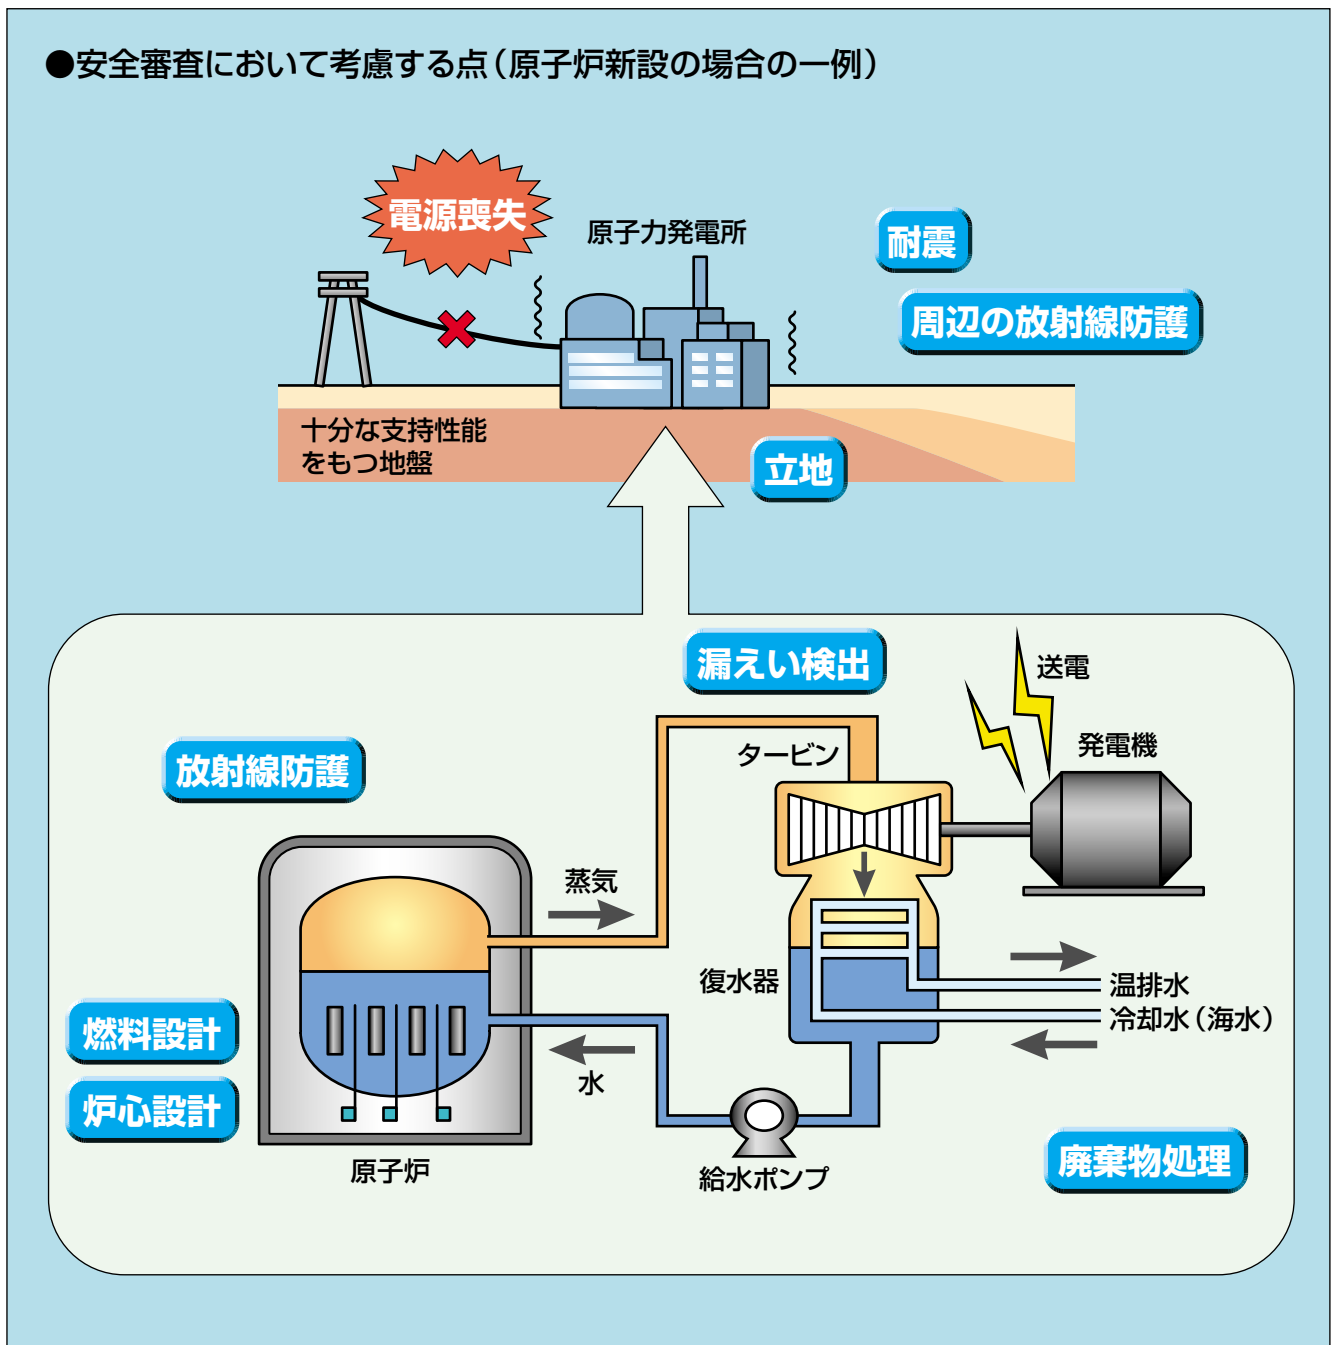 ●安全審査において考慮する点（原子炉新設の場合の一例）
電源喪失
原子力発電所
耐震
周辺の放射線防護
十分な支持性能
をもつ地盤
立地
漏えい検出
送電
発電機
タービン
放射線防護
蒸気
復水器
温排水
冷却水（海水）
燃料設計
水
炉心設計
原子炉
給水ポンプ
廃棄物処理